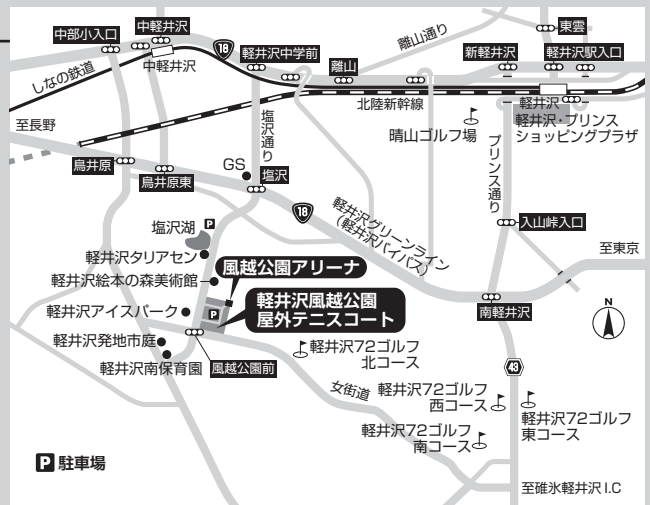 中軽井沢
東雲
中部小入口
18
軽井沢中学前
離山通り
離山
新軽井沢
軽井沢駅入口
しなの鉄道
中軽井沢
北陸新幹線
軽井沢
軽井沢・プリンス
ショッピングプラザ
至長野
塩沢通り
晴山ゴルフ場
プリンス通り
鳥井原
鳥井原東
GS
塩沢
18
軽井沢グリーンライン
(軽井沢バイパス)
入山峠入口
至東京
塩沢湖
P
軽井沢タリアセン
風越公園アリーナ
軽井沢絵本の森美術館
軽井沢風越公園
屋外テニスコート
P
軽井沢アイスパーク
南軽井沢
N
軽井沢発地市庭
軽井沢南保育園
風越公園前
軽井沢72ゴルフ
北コース
43
女街道
軽井沢72ゴルフ
西コース
軽井沢72ゴルフ
東コース
軽井沢72ゴルフ
南コース
P 駐車場
至碓氷軽井沢 I.C